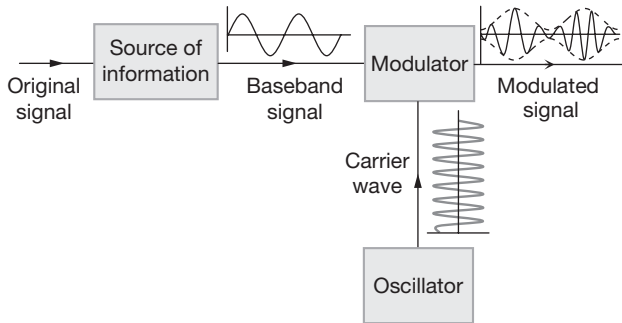 Source of
information
Modulator
Original
signal
Baseband
signal
Modulated
signal
Carrier
wave
Oscillator